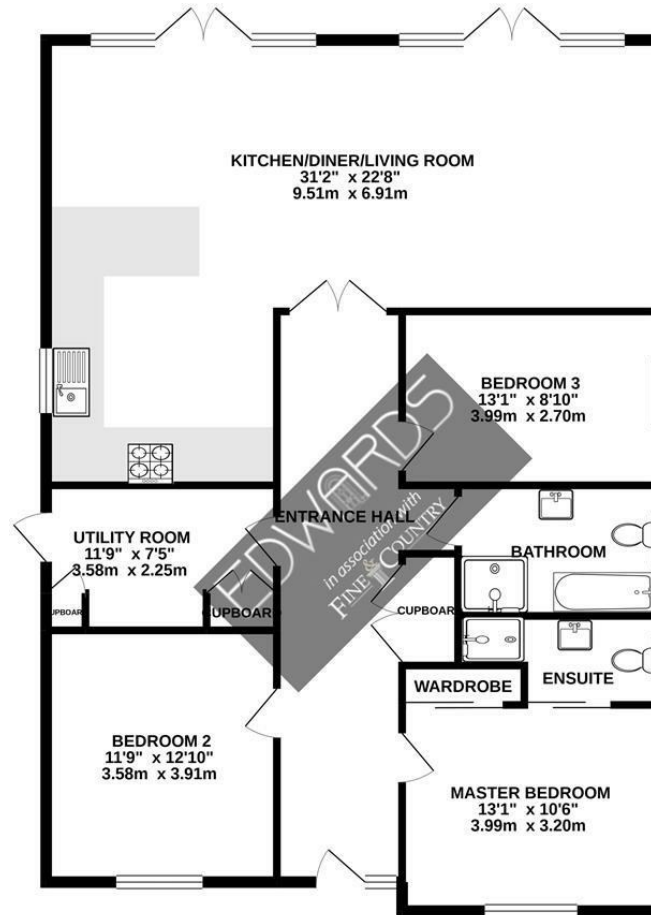 KITCHEN/DINER/LIVING ROOM
31'2" x 22'8"
9.51m x 6.91m
BEDROOM 3
13'1" x 8'10"
3.99m x 2.70m
EDWARDS
in association with
FINE & COUNTRY
ENTRANCE HALL
UTILITY ROOM
11'9" x 7'5"
3.58m x 2.25m
BATHROOM
UPBOARD
CUPBOARD
CUPBOARD
WARDROBE
ENSUITE
BEDROOM 2
11'9" x 12'10"
3.58m x 3.91m
MASTER BEDROOM
13'1" x 10'6"
3.99m x 3.20m